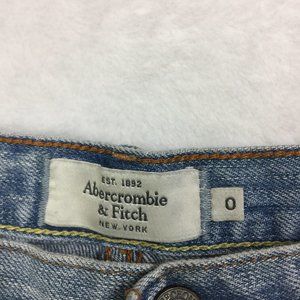 EST. 1892
Abercrombie
& Fitch
NEW YORK
0